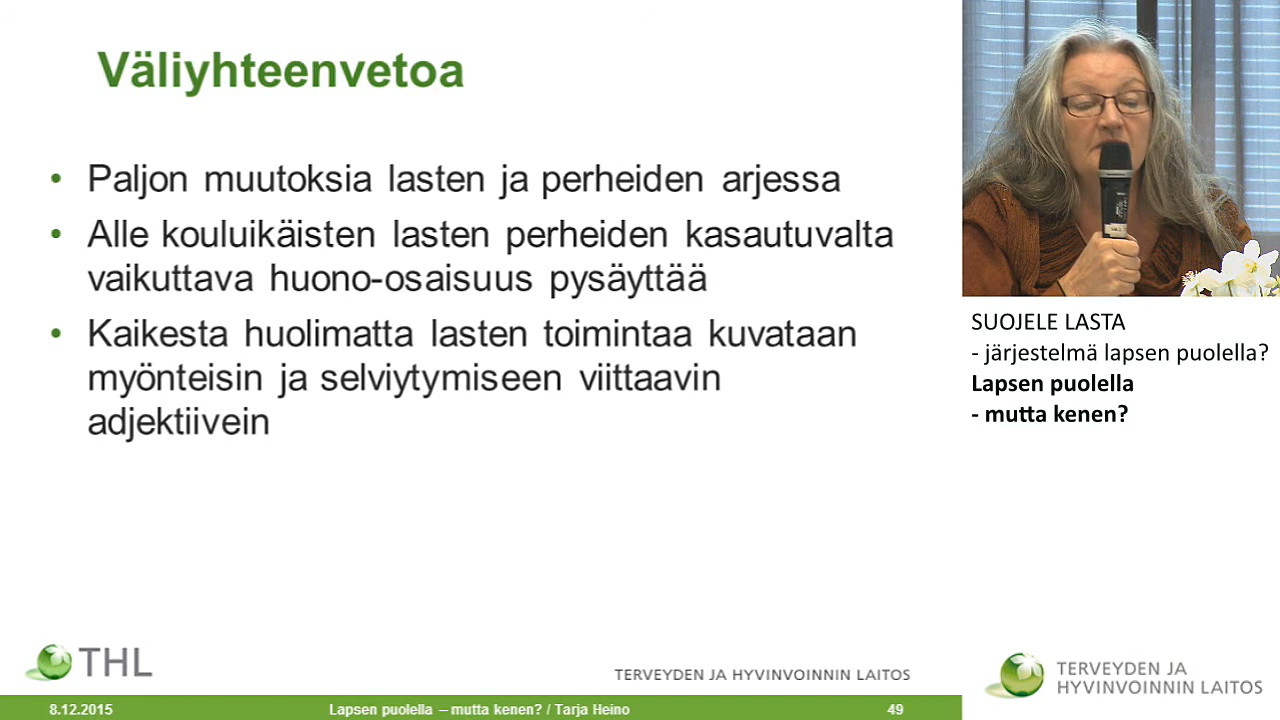 Väliyhteenvetoa
• Paljon muutoksia lasten ja perheiden arjessa
• Alle kouluikäisten lasten perheiden kasautuvalta
vaikuttava huono-osaisuus pysäyttää
• Kaikesta huolimatta lasten toimintaa kuvataan
myönteisin ja selviytymiseen viittaavin
adjektiivein
SUOJELE LASTA
- järjestelmä lapsen puolella?
Lapsen puolella
- mutta kenen?
THL
TERVEYDEN JA HYVINVOINNIN LAITOS
8.12.2015
Lapsen puolella – mutta kenen? / Tarja Heino
49
TERVEYDEN JA
HYVINVOINNIN LAITOS